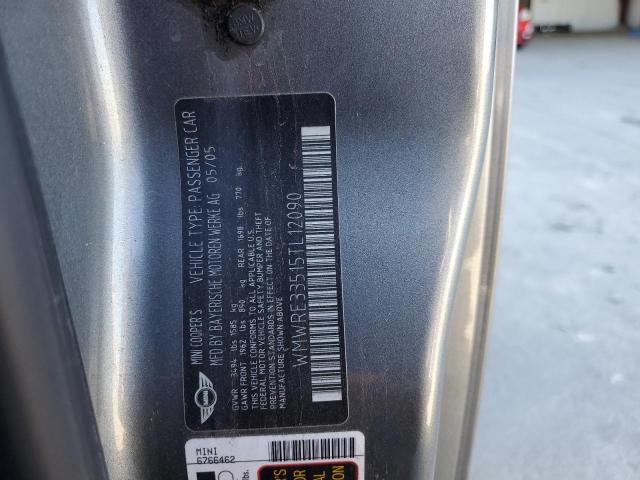 MINI COOPER S VEHICLE TYPE: PASSENGER CAR
MFD BY BAYERISCHE MOTOREN WERKE AG 05/05
GVWR 3494 lbs 1585 kg
GAWR FRONT 1962 lbs 890 kg REAR 1698 lbs 770 kg
THIS VEHICLE CONFORMS TO ALL APPLICABLE U.S.
FEDERAL MOTOR VEHICLE SAFETY, BUMPER AND THEFT
PREVENTION STANDARDS IN EFFECT ON THE DATE OF
MANUFACTURE SHOWN ABOVE.
WMWRE33515TL12090
MINI
6766462
lbs.